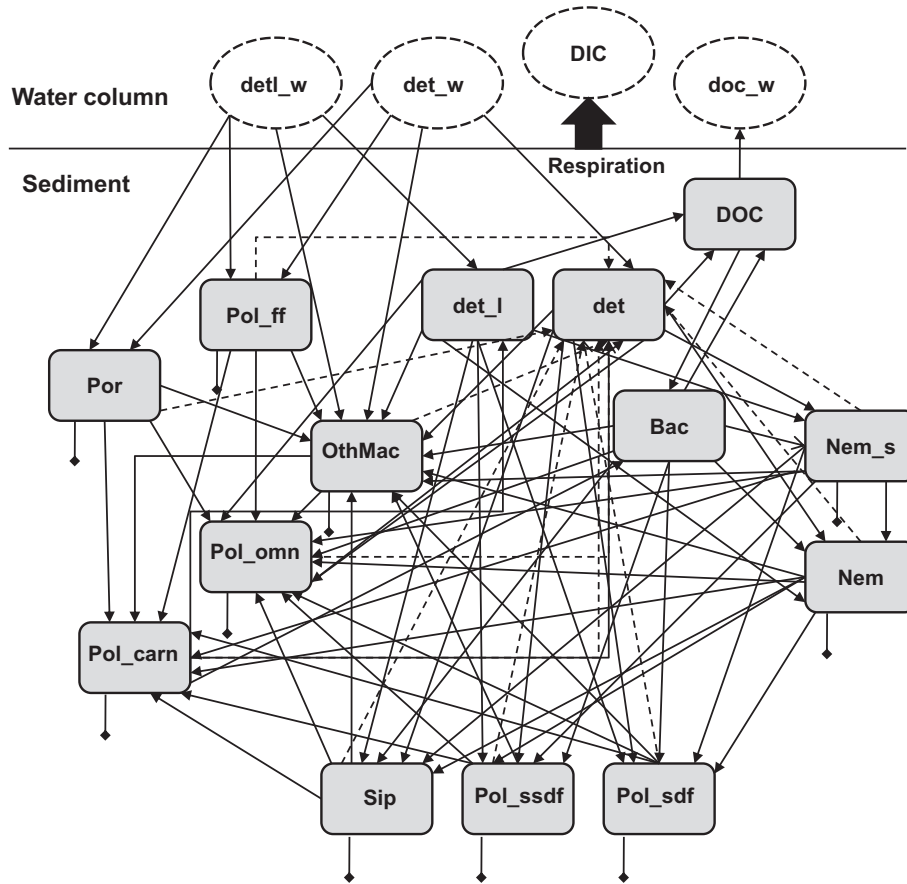 DIC
detl_w
det_w
doc_w
Water column
Respiration
Sediment
DOC
Pol_ff
det_l
det
Por
Bac
OthMac
Nem_s
Pol_omn
Nem
Pol_carn
Sip
Pol_ssdf
Pol_sdf